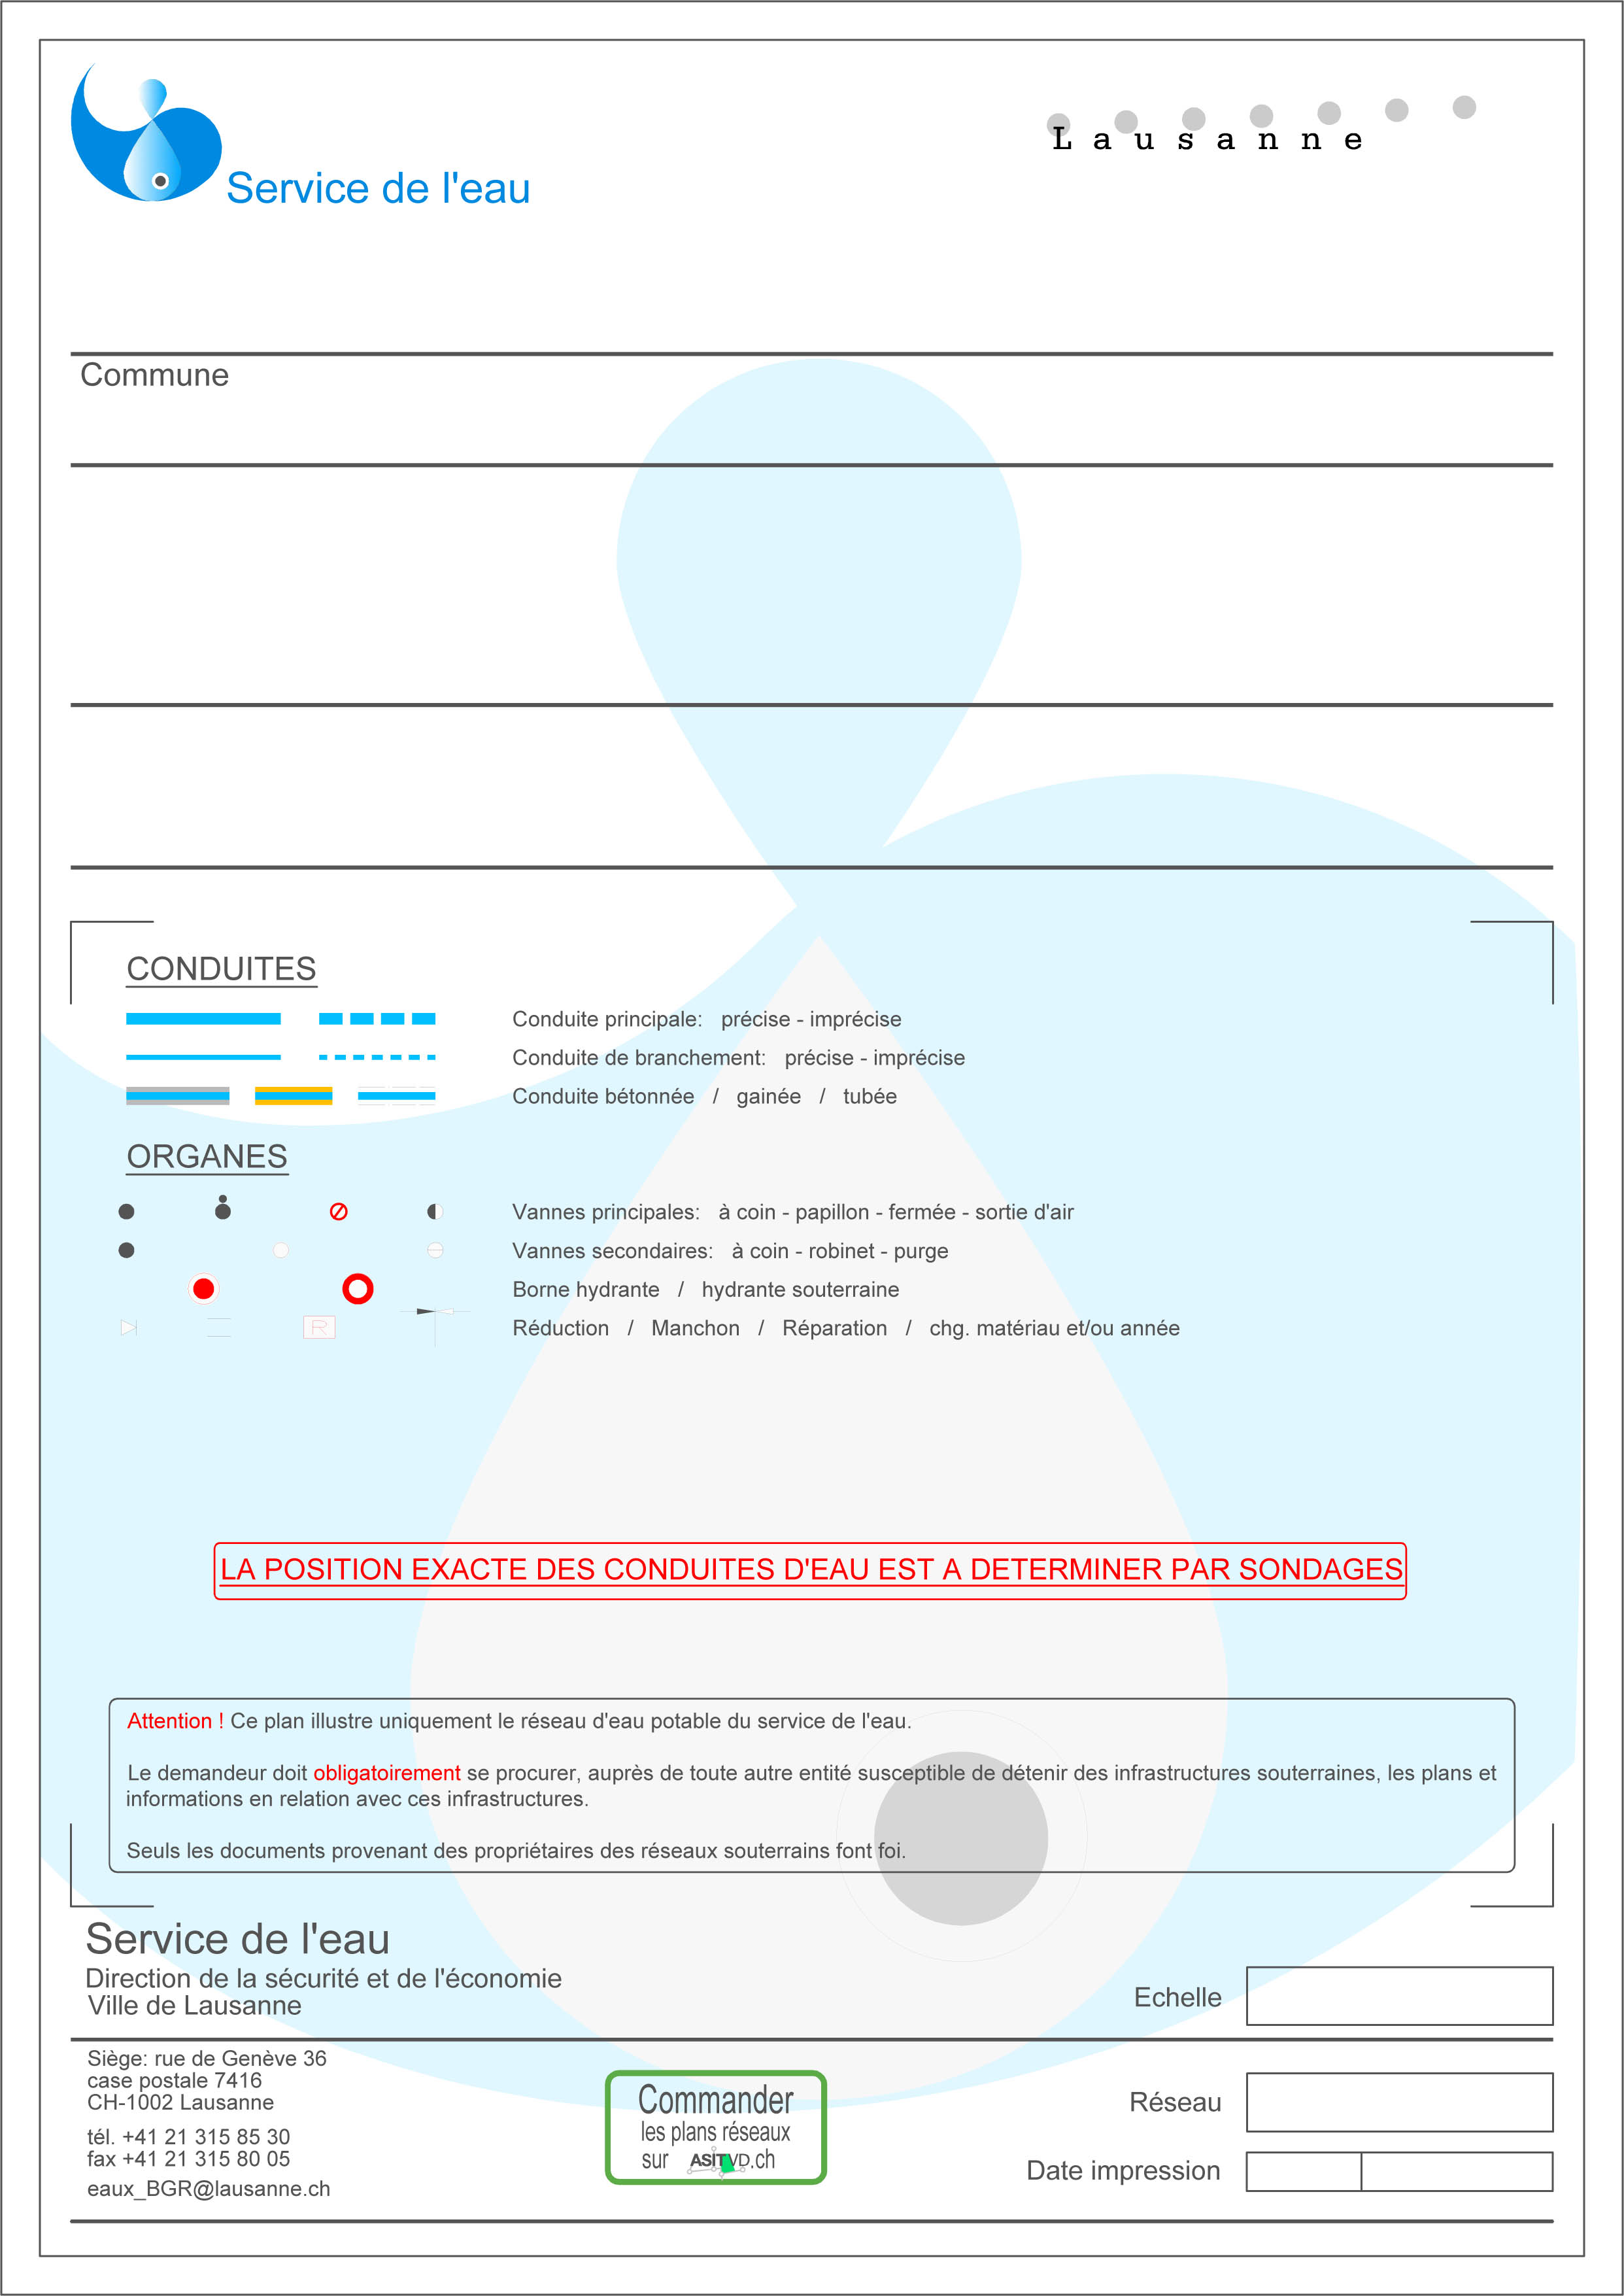 Service de l'eau
Lausanne
Commune
CONDUITES
Conduite principale: précise - imprécise
Conduite de branchement: précise - imprécise
Conduite bétonnée / gainée / tubée
ORGANES
Vannes principales: à coin - papillon - fermée - sortie d'air
Vannes secondaires: à coin - robinet - purge
Borne hydrante / hydrante souterraine
R
Réduction / Manchon / Réparation / chg. matériau et/ou année
LA POSITION EXACTE DES CONDUITES D'EAU EST A DETERMINER PAR SONDAGES
Attention ! Ce plan illustre uniquement le réseau d'eau potable du service de l'eau.
Le demandeur doit obligatoirement se procurer, auprès de toute autre entité susceptible de détenir des infrastructures souterraines, les plans et
informations en relation avec ces infrastructures.
Seuls les documents provenant des propriétaires des réseaux souterrains font foi.
Service de l'eau
Direction de la sécurité et de l'économie
Ville de Lausanne
Echelle
Siège: rue de Genève 36
case postale 7416
CH-1002 Lausanne
tél. +41 21 315 85 30
fax +41 21 315 80 05
eaux_BGR@lausanne.ch
Commander
les plans réseaux
sur ASITVD.ch
Réseau
Date impression